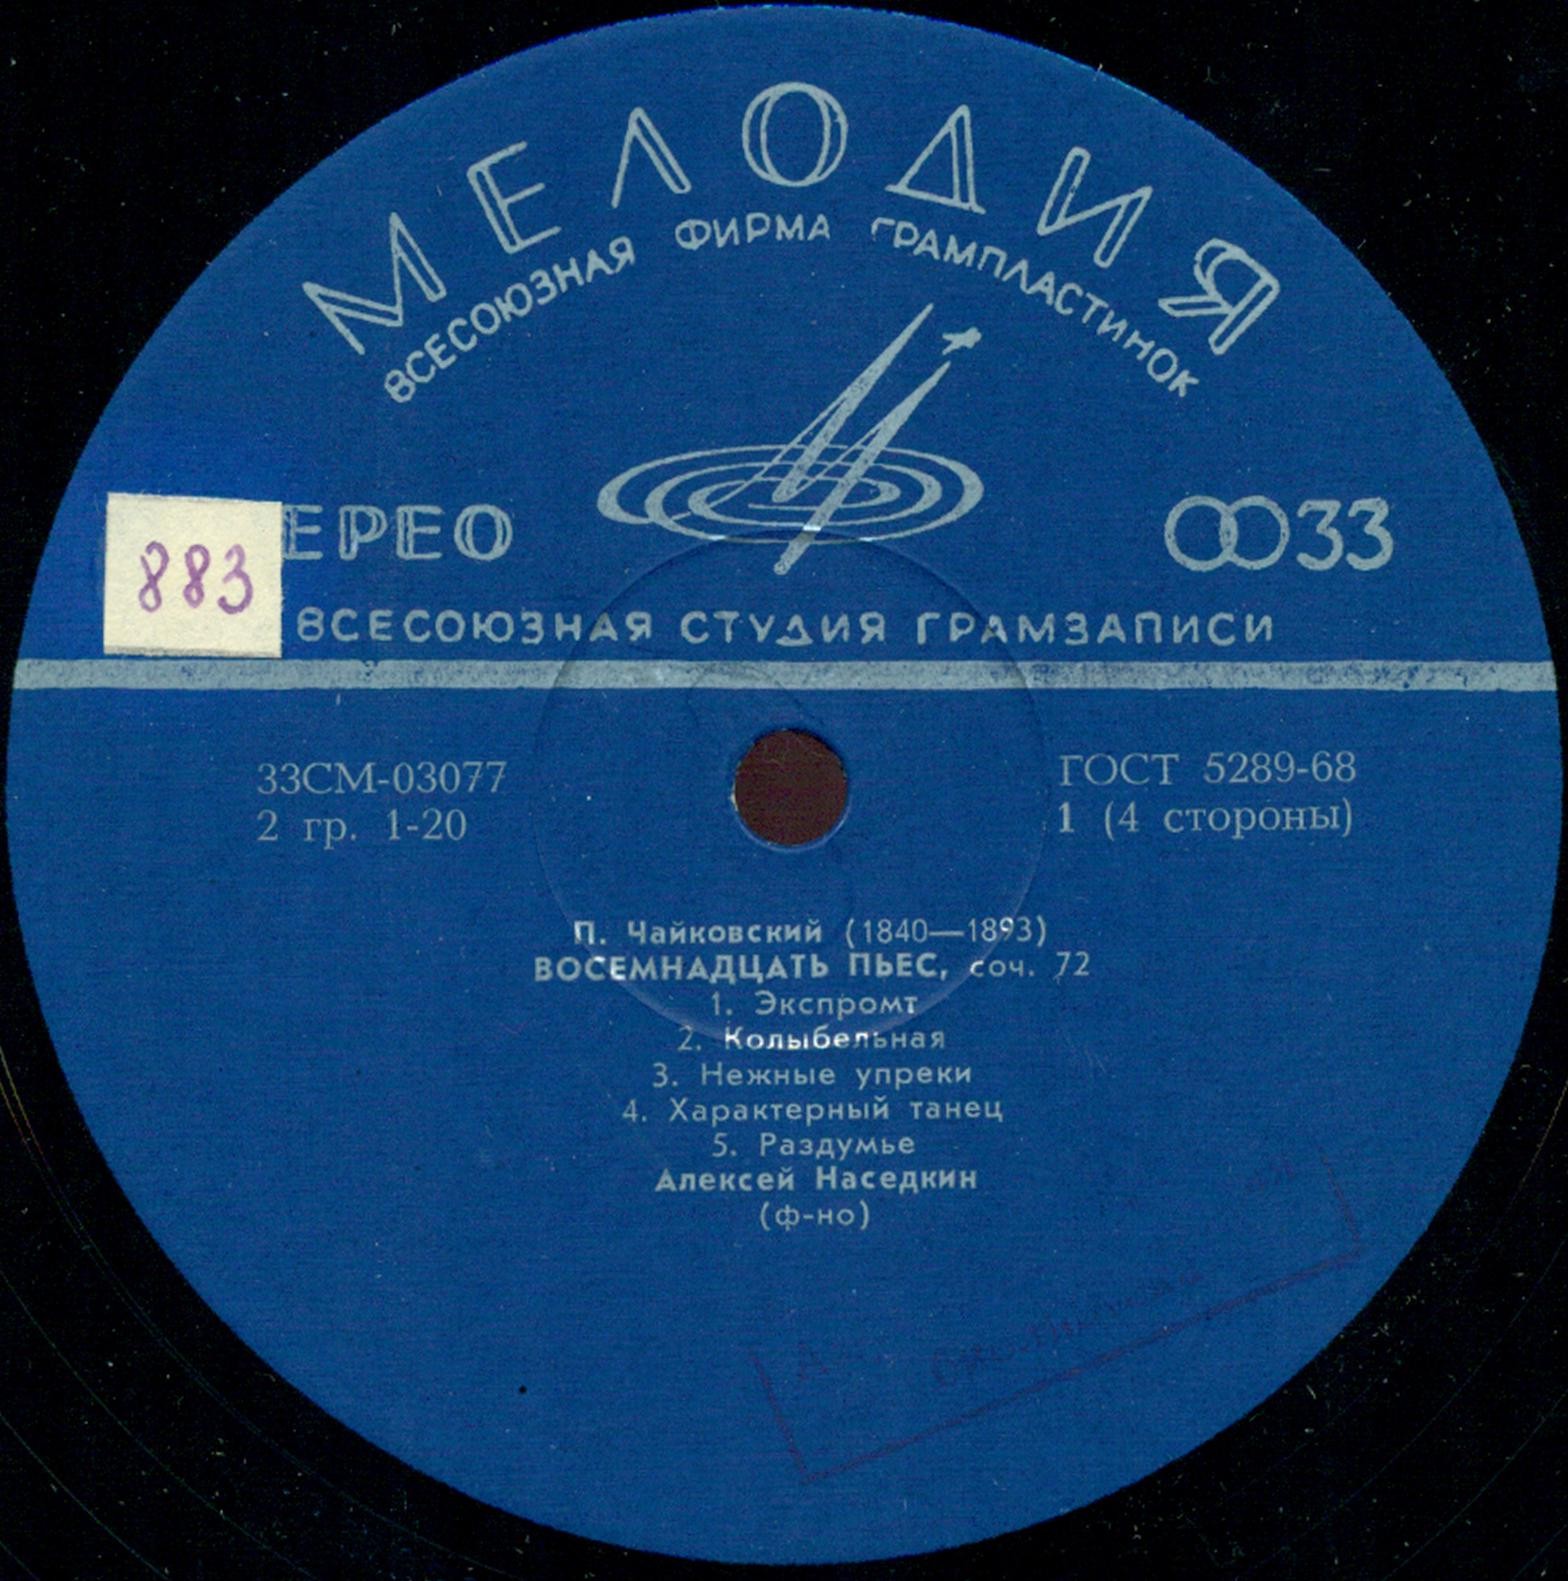 МЕЛОДИЯ
ВСЕСОЮЗНАЯ ФИРМА ГРАМПЛАСТИНОК
883
ЕРЕО
33
ВСЕСОЮЗНАЯ СТУДИЯ ГРАМЗАПИСИ
33СМ-03077
2 гр. 1-20
ГОСТ 5289-68
1 (4 стороны)
П. Чайковский (1840—1893)
ВОСЕМНАДЦАТЬ ПЬЕС, соч. 72
1. Экспромт
2. Колыбельная
3. Нежные упреки
4. Характерный танец
5. Раздумье
Алексей Наседкин
(ф-но)